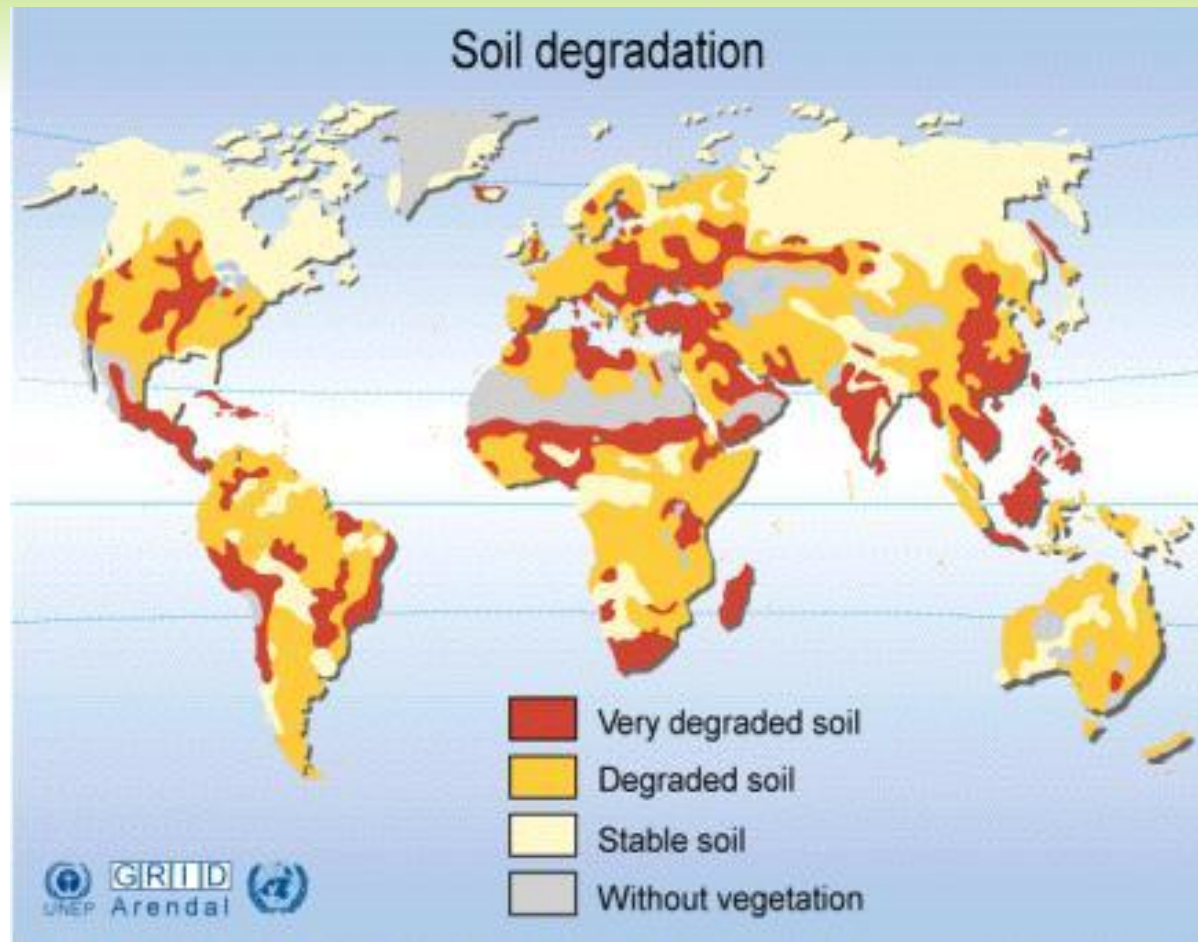 Soil degradation
Very degraded soil
Degraded soil
Stable soil
Without vegetation
UNEP
GRID
Arendal